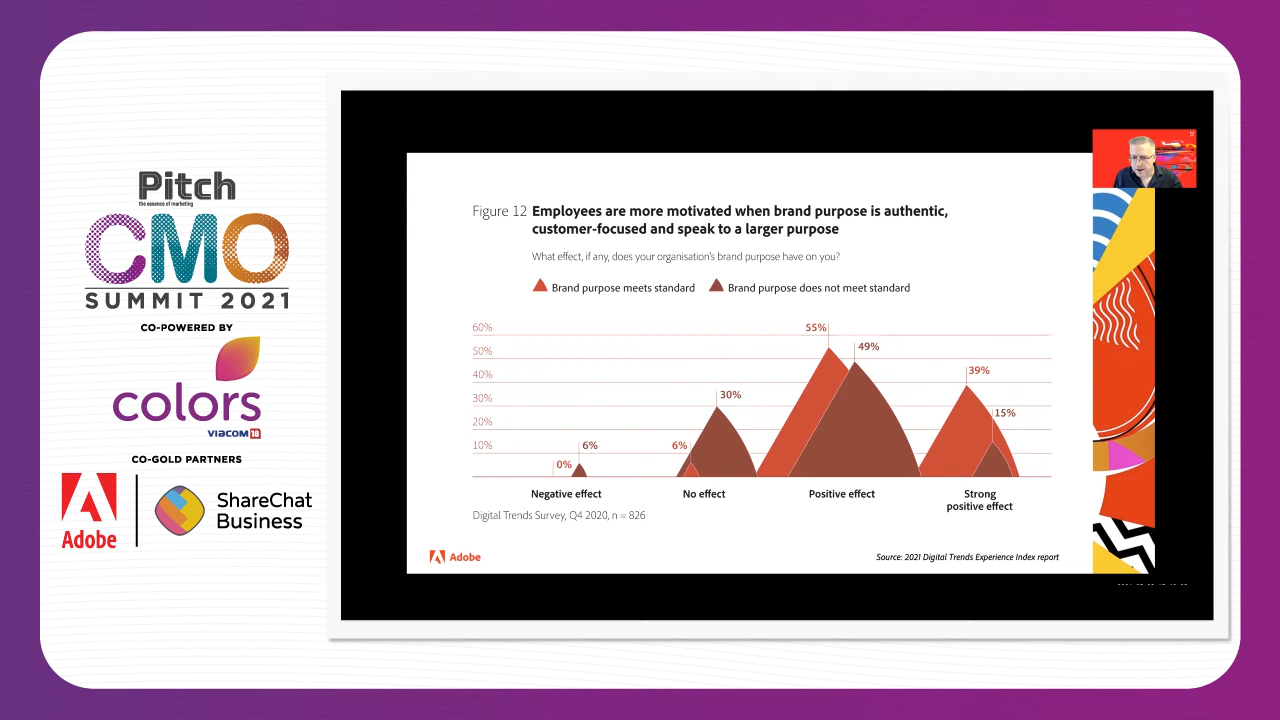 Pitch
the essence of marketing
CMO
SUMMIT 2021
CO-POWERED BY
colors
VIACOM18
CO-GOLD PARTNERS
Adobe
ShareChat
Business
Figure 12 Employees are more motivated when brand purpose is authentic,
customer-focused and speak to a larger purpose
What effect, if any, does your organisation's brand purpose have on you?
Brand purpose meets standard
Brand purpose does not meet standard
60%
50%
40%
30%
20%
10%
0%
6%
6%
30%
55%
49%
39%
15%
Negative effect
No effect
Positive effect
Strong
positive effect
Digital Trends Survey, Q4 2020, n = 826
Adobe
Source: 2021 Digital Trends Experience Index report